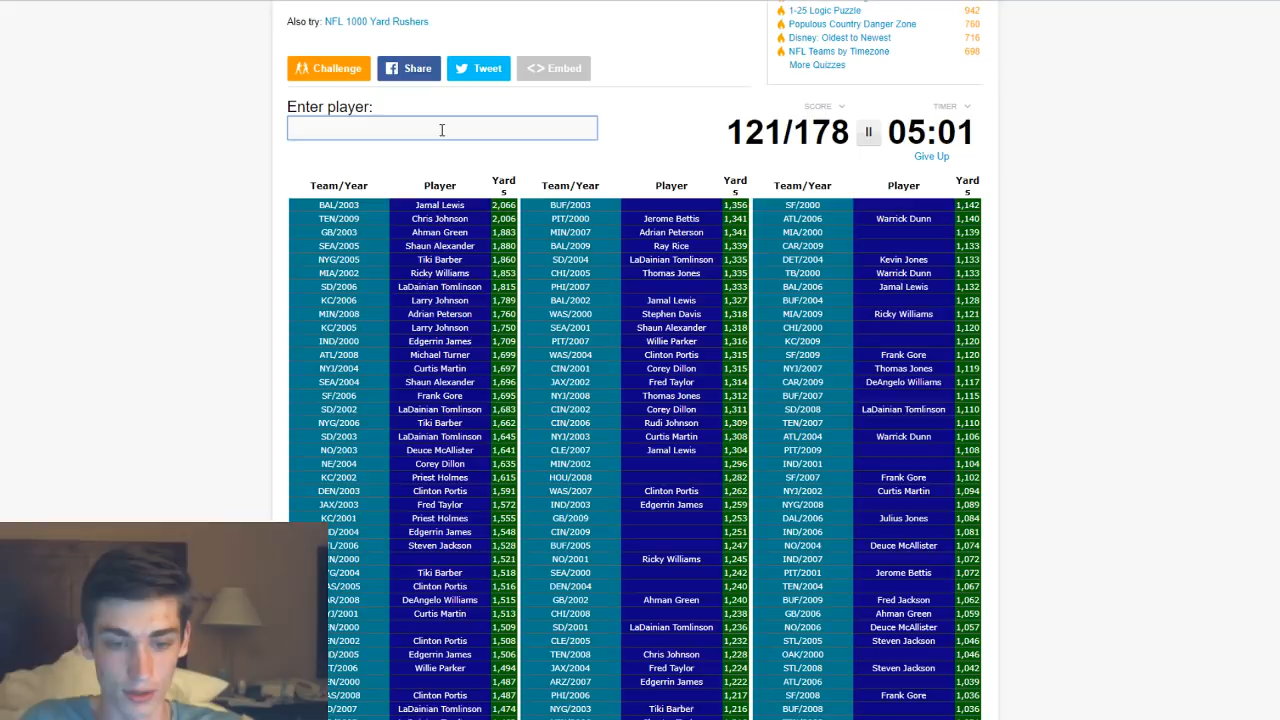 Also try: NFL 1000 Yard Rushers
1-25 Logic Puzzle 942
Populous Country Danger Zone 760
Disney: Oldest to Newest 716
NFL Teams by Timezone 698
More Quizzes
Challenge Share Tweet <> Embed
Enter player:
SCORE TIMER
121/178 05:01
Give Up
Team/Year Player Yards Team/Year Player Yards Team/Year Player Yards
BAL/2003 Jamal Lewis 2,066 BUF/2003 1,356 SF/2000 1,142
TEN/2009 Chris Johnson 2,006 PIT/2000 Jerome Bettis 1,341 ATL/2006 Warrick Dunn 1,140
GB/2003 Ahman Green 1,883 MIN/2007 Adrian Peterson 1,341 MIA/2000 1,139
SEA/2005 Shaun Alexander 1,880 BAL/2009 Ray Rice 1,339 CAR/2009 1,133
NYG/2005 Tiki Barber 1,860 SD/2004 LaDainian Tomlinson 1,335 DET/2004 Kevin Jones 1,133
MIA/2002 Ricky Williams 1,853 CHI/2005 Thomas Jones 1,335 TB/2000 Warrick Dunn 1,133
SD/2006 LaDainian Tomlinson 1,815 PHI/2007 1,333 BAL/2006 Jamal Lewis 1,132
KC/2006 Larry Johnson 1,789 BAL/2002 Jamal Lewis 1,327 BUF/2004 1,128
MIN/2008 Adrian Peterson 1,760 WAS/2000 Stephen Davis 1,318 MIA/2009 Ricky Williams 1,121
KC/2005 Larry Johnson 1,750 SEA/2001 Shaun Alexander 1,318 CHI/2000 1,120
IND/2000 Edgerrin James 1,709 PIT/2007 Willie Parker 1,316 KC/2009 1,120
ATL/2008 Michael Turner 1,699 WAS/2004 Clinton Portis 1,315 SF/2009 Frank Gore 1,120
NYJ/2004 Curtis Martin 1,697 CIN/2001 Corey Dillon 1,315 NYJ/2007 Thomas Jones 1,119
SEA/2004 Shaun Alexander 1,696 JAX/2002 Fred Taylor 1,314 CAR/2009 DeAngelo Williams 1,117
SF/2006 Frank Gore 1,695 NYJ/2008 Thomas Jones 1,312 BUF/2007 1,115
SD/2002 LaDainian Tomlinson 1,683 CIN/2002 Corey Dillon 1,311 SD/2008 LaDainian Tomlinson 1,110
NYG/2006 Tiki Barber 1,662 CIN/2006 Rudi Johnson 1,309 TEN/2007 1,110
SD/2003 LaDainian Tomlinson 1,645 NYJ/2003 Curtis Martin 1,308 ATL/2004 Warrick Dunn 1,106
NO/2003 Deuce McAllister 1,641 CLE/2007 Jamal Lewis 1,304 PIT/2009 1,108
NE/2004 Corey Dillon 1,635 MIN/2002 1,296 IND/2001 1,104
KC/2002 Priest Holmes 1,615 HOU/2008 1,282 SF/2007 Frank Gore 1,102
DEN/2003 Clinton Portis 1,591 WAS/2007 Clinton Portis 1,262 NYJ/2002 Curtis Martin 1,094
JAX/2003 Fred Taylor 1,572 IND/2003 Edgerrin James 1,259 NYG/2008 1,089
KC/2001 Priest Holmes 1,555 GB/2009 1,253 DAL/2006 Julius Jones 1,084
D/2004 Edgerrin James 1,548 CIN/2009 1,251 IND/2006 1,081
TL/2006 Steven Jackson 1,528 BUF/2005 1,247 NO/2004 Deuce McAllister 1,074
N/2000 1,521 NO/2001 Ricky Williams 1,245 IND/2007 1,072
G/2004 Tiki Barber 1,518 SEA/2000 1,242 PIT/2001 Jerome Bettis 1,072
AS/2005 Clinton Portis 1,516 DEN/2004 1,240 TEN/2004 1,067
R/2008 DeAngelo Williams 1,515 GB/2002 Ahman Green 1,240 BUF/2009 Fred Jackson 1,062
J/2001 Curtis Martin 1,513 CHI/2008 1,238 GB/2006 Ahman Green 1,059
N/2000 1,509 SD/2001 LaDainian Tomlinson 1,236 NO/2006 Deuce McAllister 1,057
N/2002 Clinton Portis 1,508 CLE/2005 1,232 STL/2005 Steven Jackson 1,046
D/2005 Edgerrin James 1,506 TEN/2008 Chris Johnson 1,228 OAK/2000 1,046
T/2006 Willie Parker 1,494 JAX/2004 Fred Taylor 1,224 STL/2008 Steven Jackson 1,042
N/2000 1,487 ARZ/2007 Edgerrin James 1,222 ATL/2006 1,039
AS/2008 Clinton Portis 1,487 PHI/2006 1,217 SF/2008 Frank Gore 1,036
D/2007 LaDainian Tomlinson 1,474 NYG/2003 Tiki Barber 1,216 BUF/2008 1,036